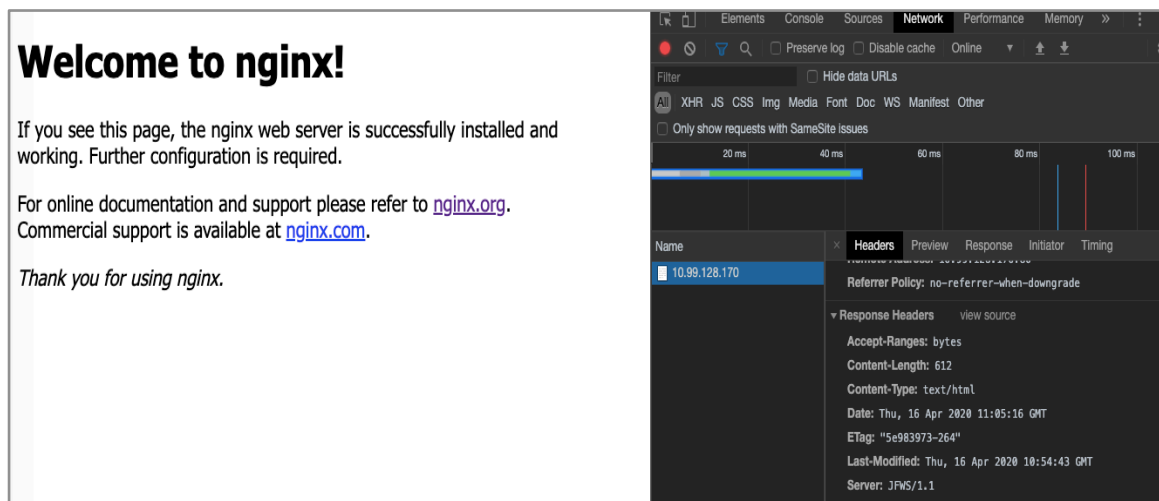 Welcome to nginx!
If you see this page, the nginx web server is successfully installed and
working. Further configuration is required.
For online documentation and support please refer to nginx.org.
Commercial support is available at nginx.com.
Thank you for using nginx.
Elements Console Sources Network Performance Memory »
Preserve log Disable cache Online
Filter Hide data URLs
All XHR JS CSS Img Media Font Doc WS Manifest Other
Only show requests with SameSite issues
20 ms 40 ms 60 ms 80 ms 100 ms
Name × Headers Preview Response Initiator Timing
10.99.128.170
Referrer Policy: no-referrer-when-downgrade
Response Headers view source
Accept-Ranges: bytes
Content-Length: 612
Content-Type: text/html
Date: Thu, 16 Apr 2020 11:05:16 GMT
ETag: "5e983973-264"
Last-Modified: Thu, 16 Apr 2020 10:54:43 GMT
Server: JFWS/1.1